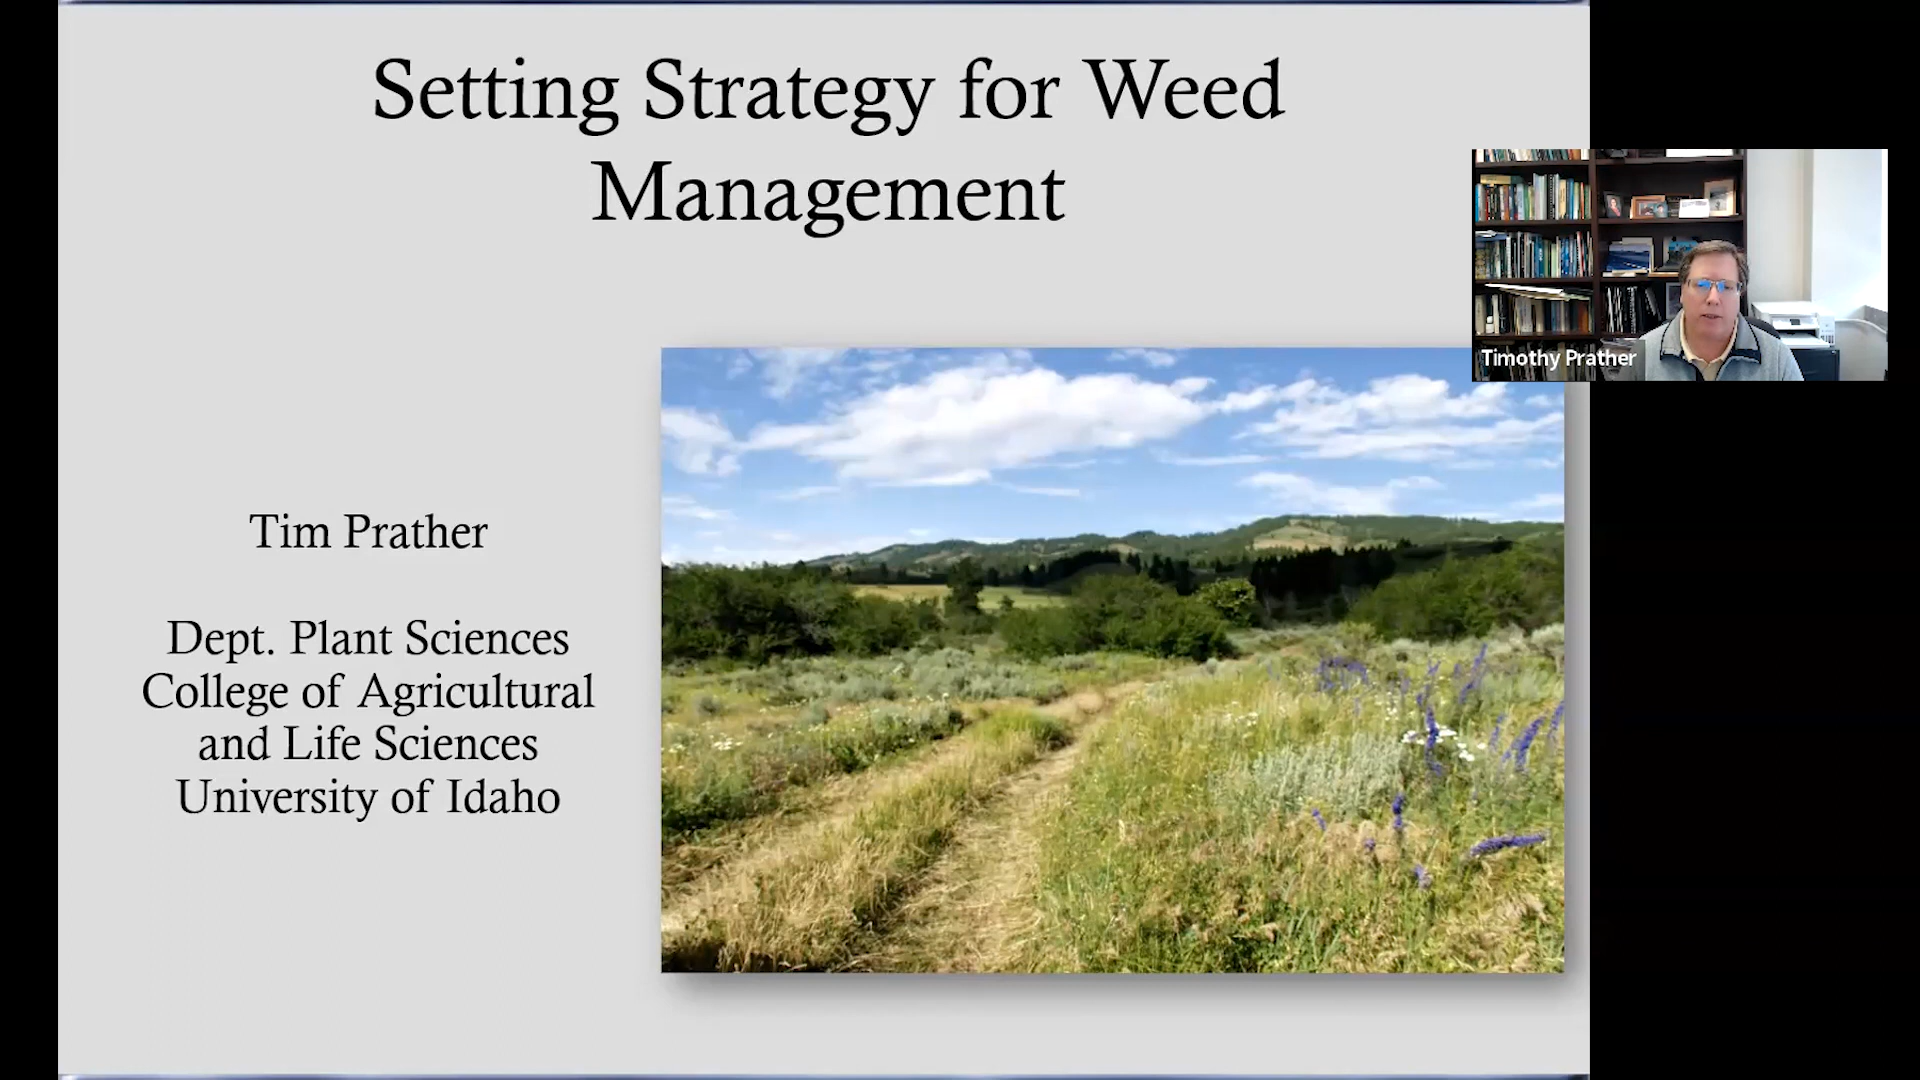 Setting Strategy for Weed
Management
Timothy Prather
Tim Prather
Dept. Plant Sciences
College of Agricultural
and Life Sciences
University of Idaho